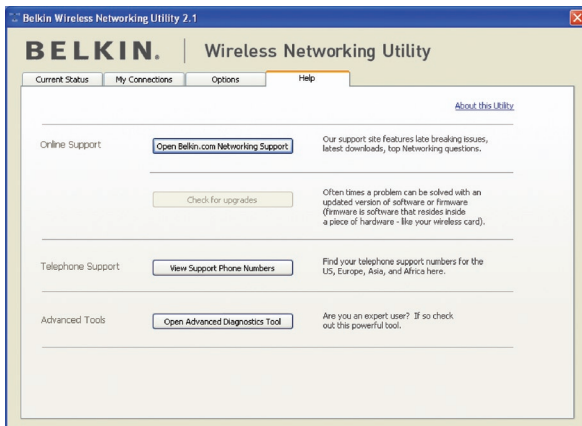 Belkin Wireless Networking Utility 2.1
BELKIN. Wireless Networking Utility
Current Status My Connections Options Help
About this Utility
Online Support
Open Belkin.com Networking Support
Our support site features late breaking issues,
latest downloads, top Networking questions.
Check for upgrades
Often times a problem can be solved with an
updated version of software or firmware
(firmware is software that resides inside
a piece of hardware - like your wireless card).
Telephone Support
View Support Phone Numbers
Find your telephone support numbers for the
US, Europe, Asia, and Africa here.
Advanced Tools
Open Advanced Diagnostics Tool
Are you an expert user? If so check
out this powerful tool.